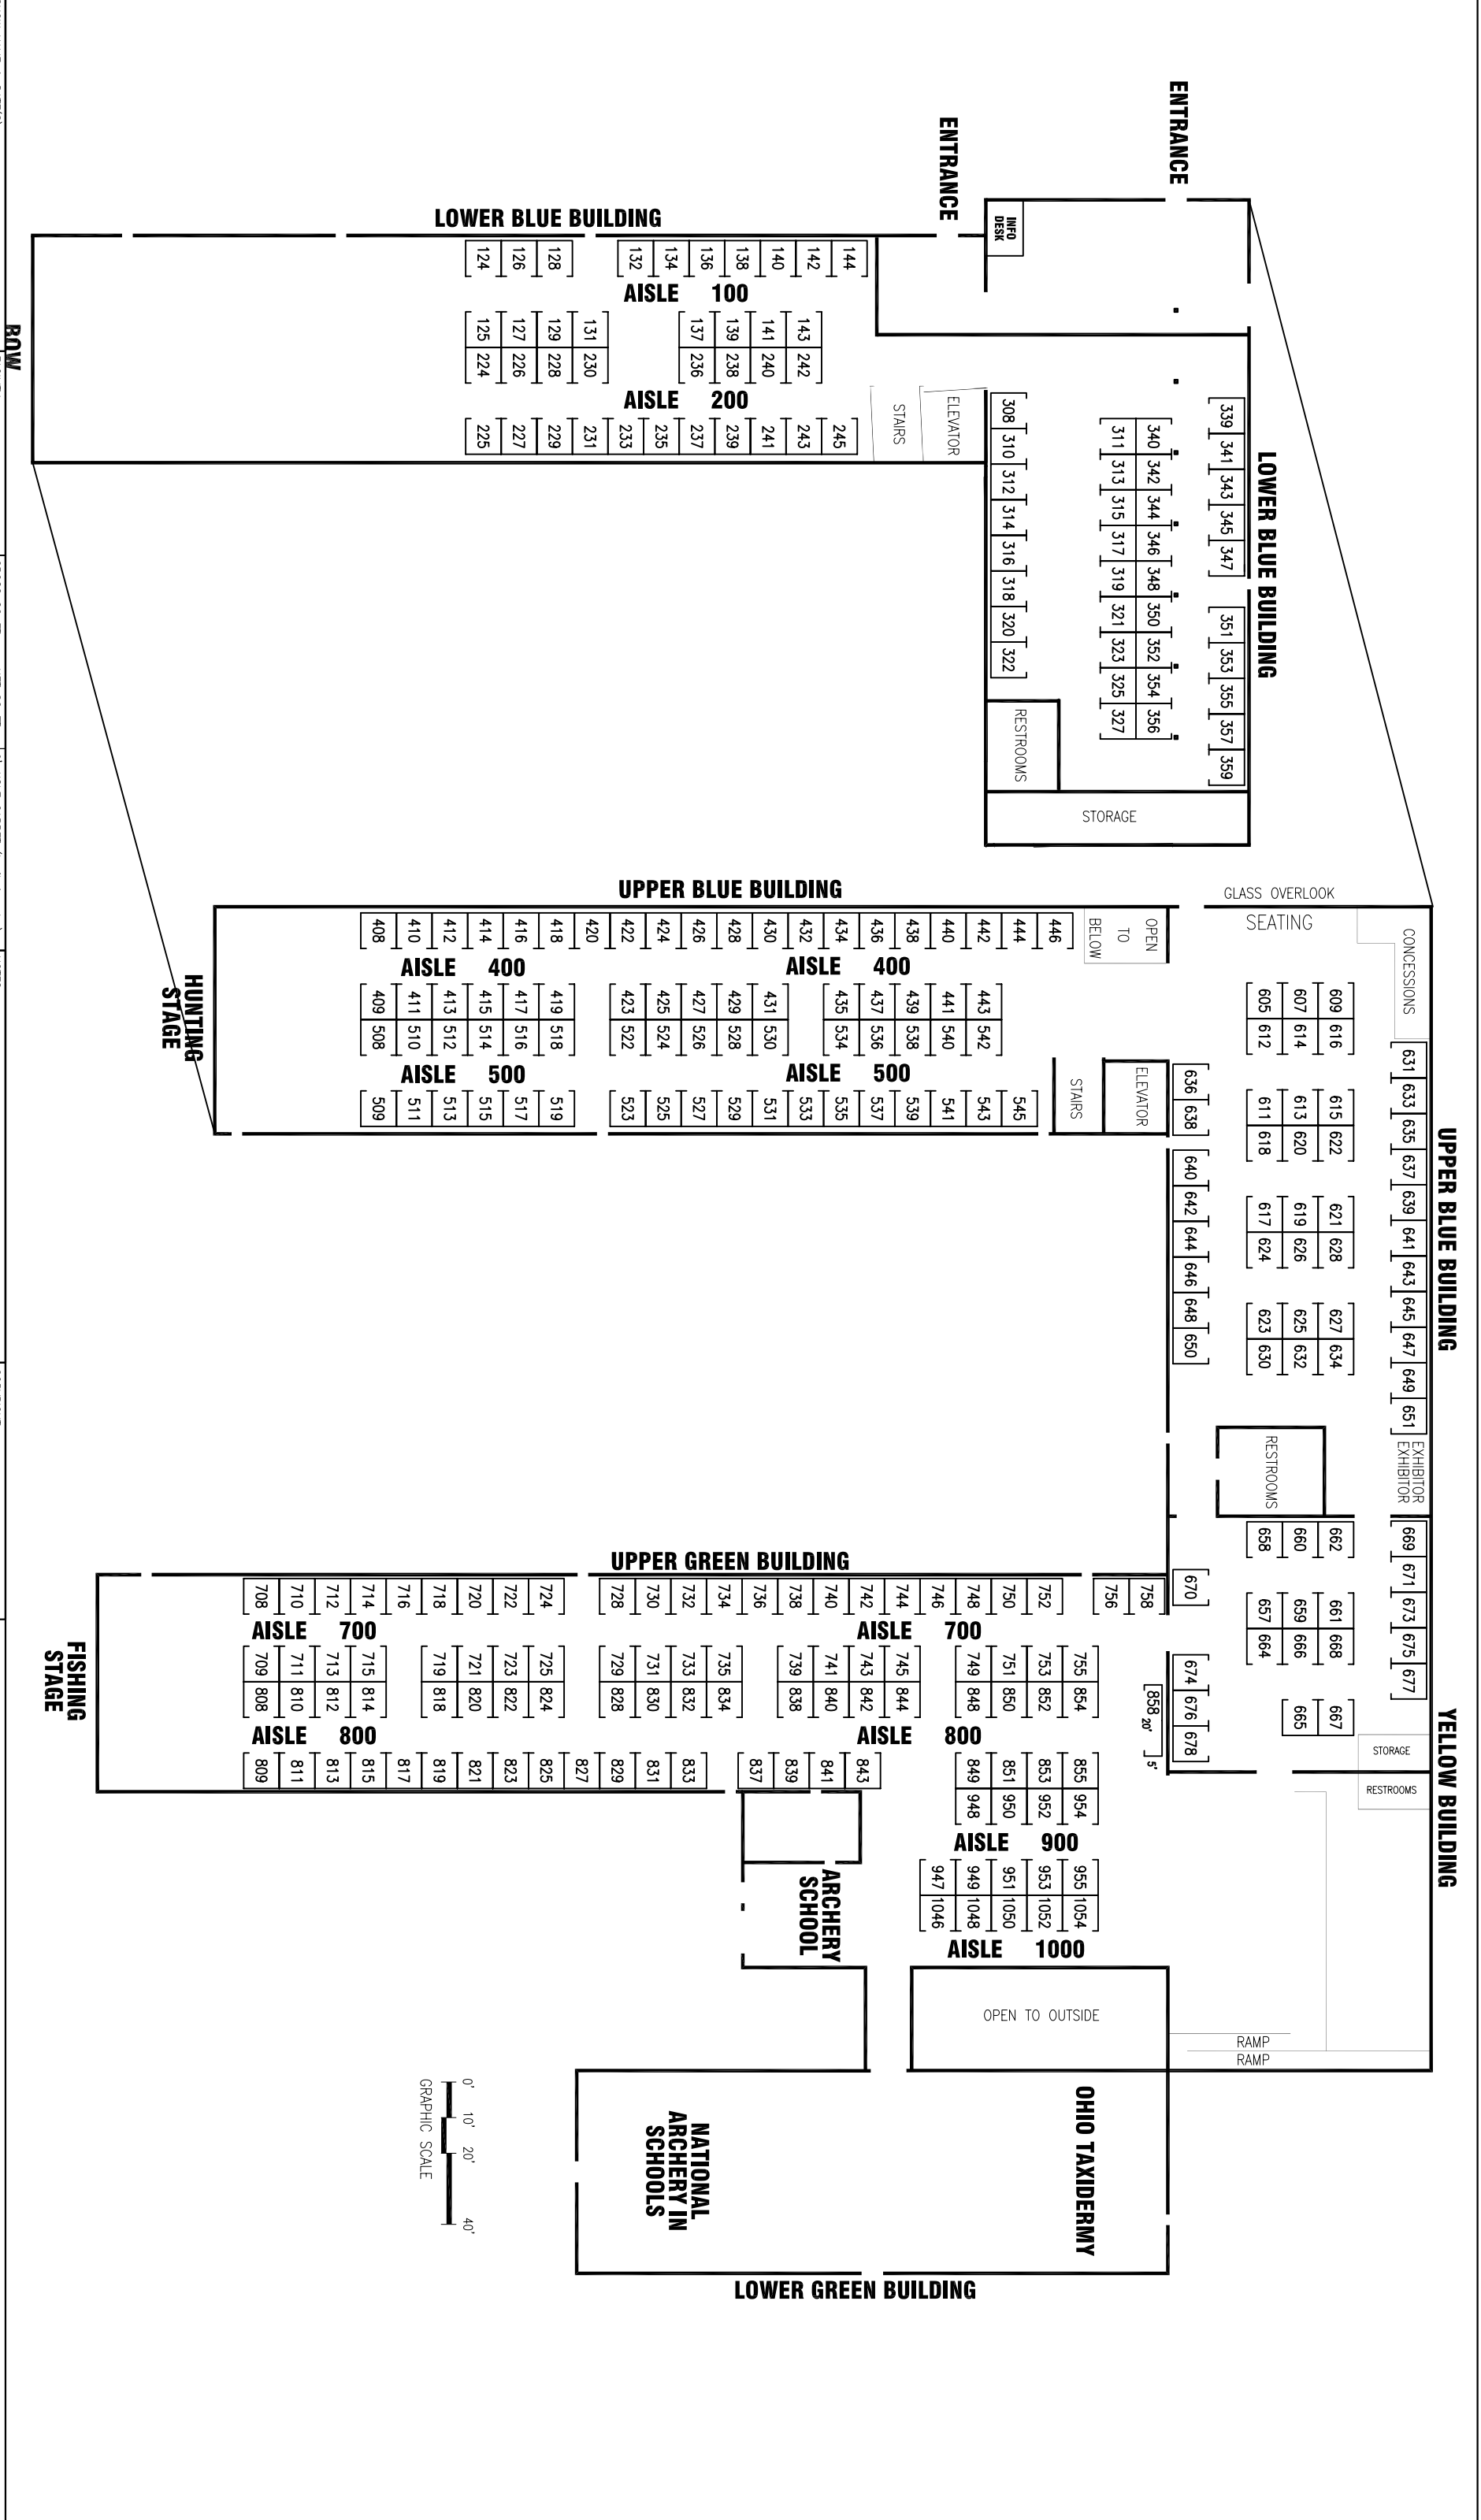 ENTRANCE
ENTRANCE
INFO
DESK
LOWER BLUE BUILDING
124 126 128 132 134 136 138 140 142 144
AISLE 100
125 127 129 131 137 139 141 143
224 226 228 230 236 238 240 242
AISLE 200
225 227 229 231 233 235 237 239 241 243 245
STAIRS
ELEVATOR
ROW
LOWER BLUE BUILDING
339 341 343 345 347 351 353 355 357 359
340 342 344 346 348 350 352 354 356
311 313 315 317 319 321 323 325 327
308 310 312 314 316 318 320 322
RESTROOMS
STORAGE
UPPER BLUE BUILDING
408 410 412 414 416 418 420 422 424 426 428 430 432 434 436 438 440 442 444 446
OPEN
TO
BELOW
AISLE 400
AISLE 400
409 411 413 415 417 419 423 425 427 429 431 435 437 439 441 443
508 510 512 514 516 518 522 524 526 528 530 534 536 538 540 542
AISLE 500
AISLE 500
509 511 513 515 517 519 523 525 527 529 531 533 535 537 539 541 543 545
STAIRS
ELEVATOR
HUNTING
STAGE
GLASS OVERLOOK
SEATING
CONCESSIONS
UPPER BLUE BUILDING
631 633 635 637 639 641 643 645 647 649 651
EXHIBITOR
EXHIBITOR
609 616 615 622 621 628 627 634
607 614 613 620 619 626 625 632
605 612 611 618 617 624 623 630
636 638 640 642 644 646 648 650
RESTROOMS
YELLOW BUILDING
669 671 673 675 677
662 661 668 667
660 659 666 665
658 657 664
670 674 676 678
STORAGE
RESTROOMS
858 20' 5'
UPPER GREEN BUILDING
708 710 712 714 716 718 720 722 724 728 730 732 734 736 738 740 742 744 746 748 750 752 756 758
AISLE 700
AISLE 700
709 711 713 715 719 721 723 725 729 731 733 735 739 741 743 745 749 751 753 755
808 810 812 814 818 820 822 824 828 830 832 834 838 840 842 844 848 850 852 854
AISLE 800
AISLE 800
809 811 813 815 817 819 821 823 825 827 829 831 833 837 839 841 843 849 851 853 855
948 950 952 954
AISLE 900
947 949 951 953 955
1046 1048 1050 1052 1054
AISLE 1000
FISHING
STAGE
ARCHERY
SCHOOL
OPEN TO OUTSIDE
RAMP
RAMP
OHIO TAXIDERMY
NATIONAL
ARCHERY IN
SCHOOLS
LOWER GREEN BUILDING
0' 10' 20' 40'
GRAPHIC SCALE